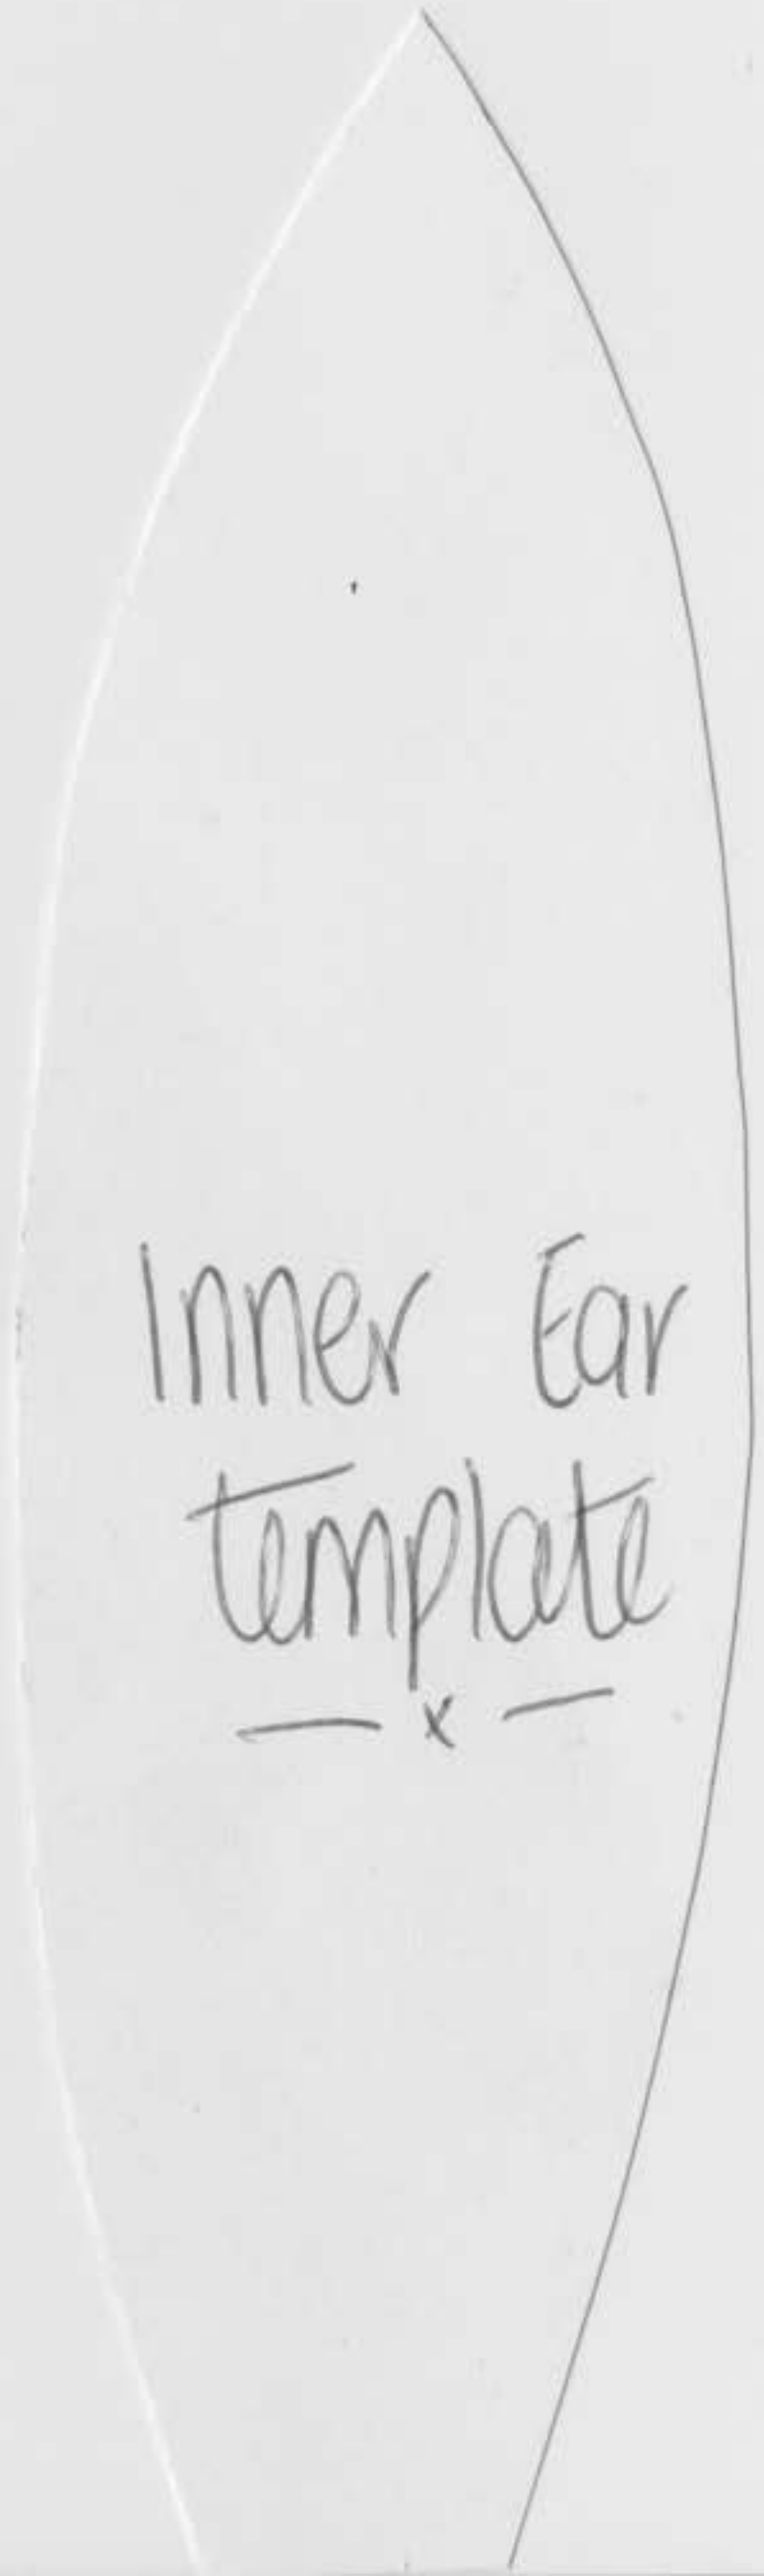 Inner Ear
template
— x —